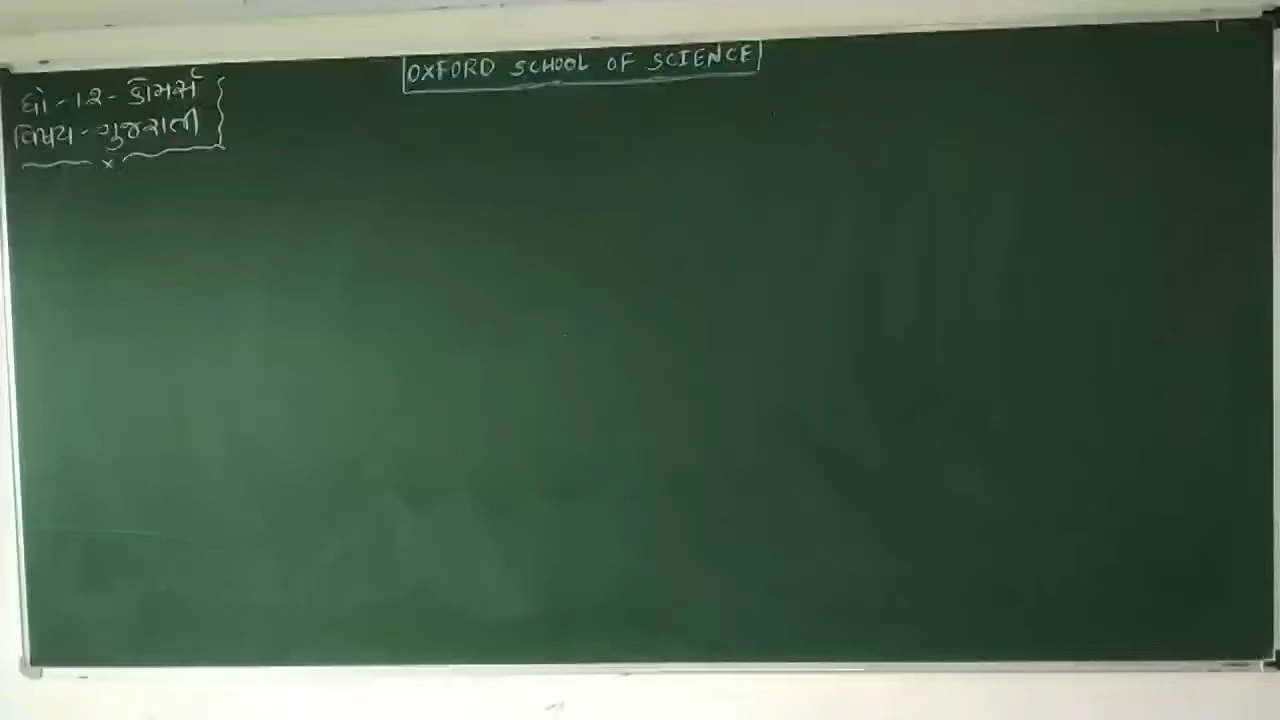 OXFORD SCHOOL OF SCIENCE
ધો - ૧૨ - કોમર્સ
વિષય - ગુજરાતી